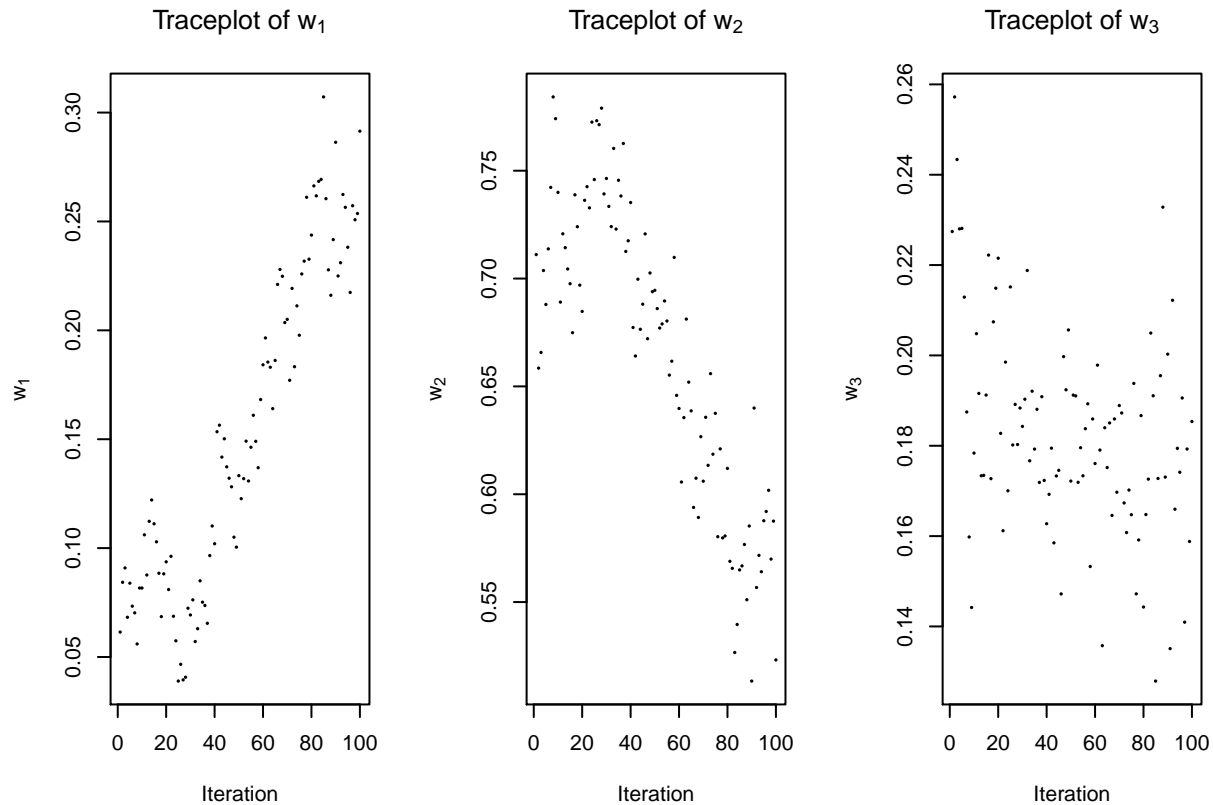 Traceplot of w₁
w₁
0.30
0.25
0.20
0.15
0.10
0.05
0 20 40 60 80 100
Iteration
Traceplot of w₂
w₂
0.75
0.70
0.65
0.60
0.55
0 20 40 60 80 100
Iteration
Traceplot of w₃
w₃
0.26
0.24
0.22
0.20
0.18
0.16
0.14
0 20 40 60 80 100
Iteration